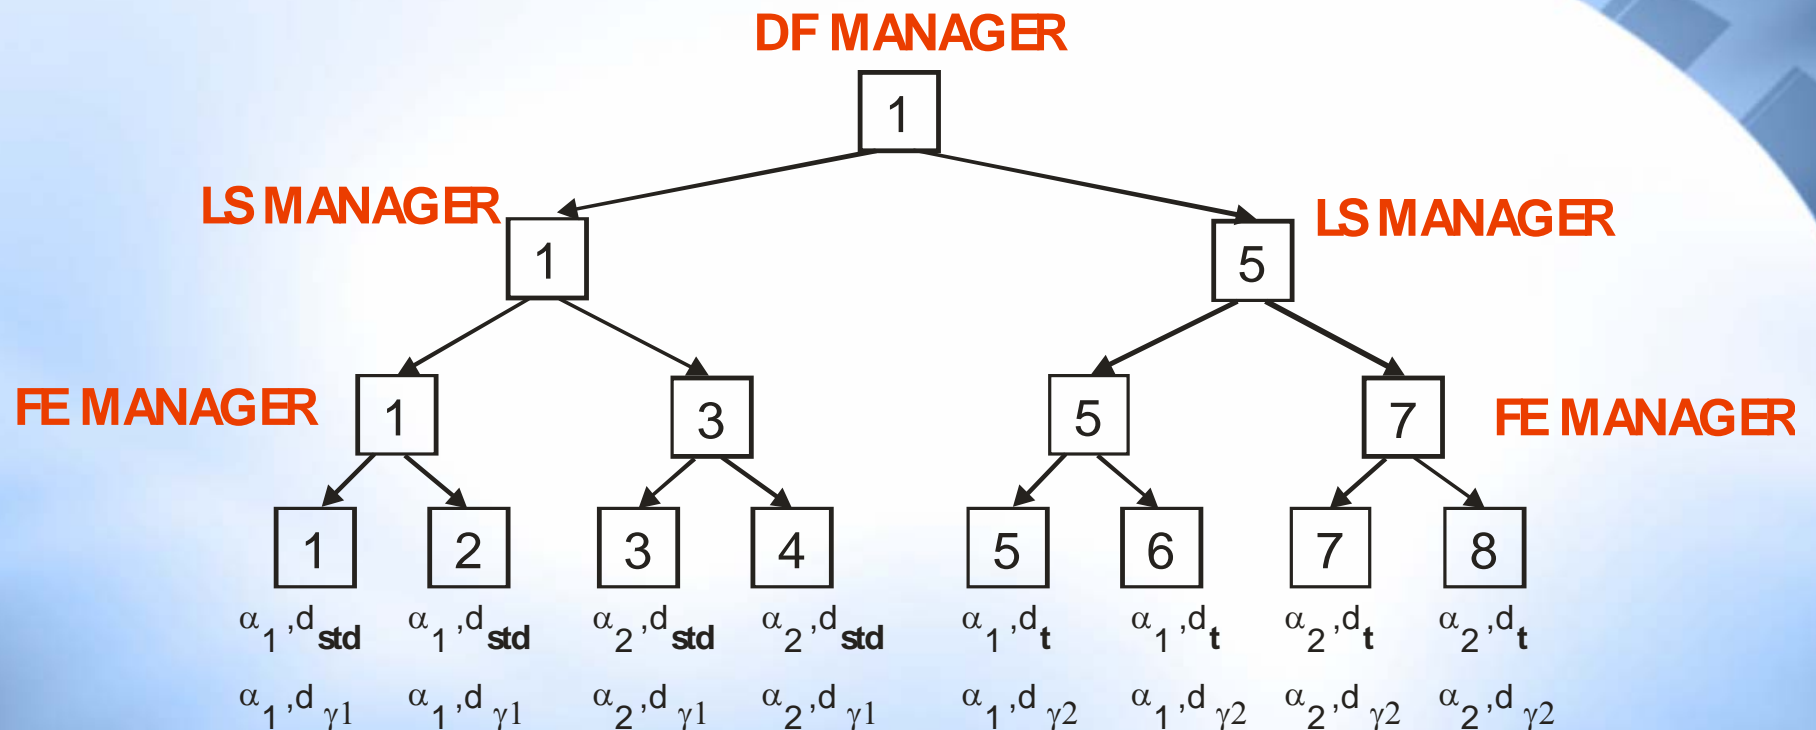 DF MANAGER
1
LS MANAGER 1 5 LS MANAGER
FE MANAGER 1 3 5 7 FE MANAGER
1 2 3 4 5 6 7 8
α1,dstd α1,dstd α2,dstd α2,dstd α1,dt α1,dt α2,dt α2,dt
α1,dγ1 α1,dγ1 α2,dγ1 α2,dγ1 α1,dγ2 α1,dγ2 α2,dγ2 α2,dγ2